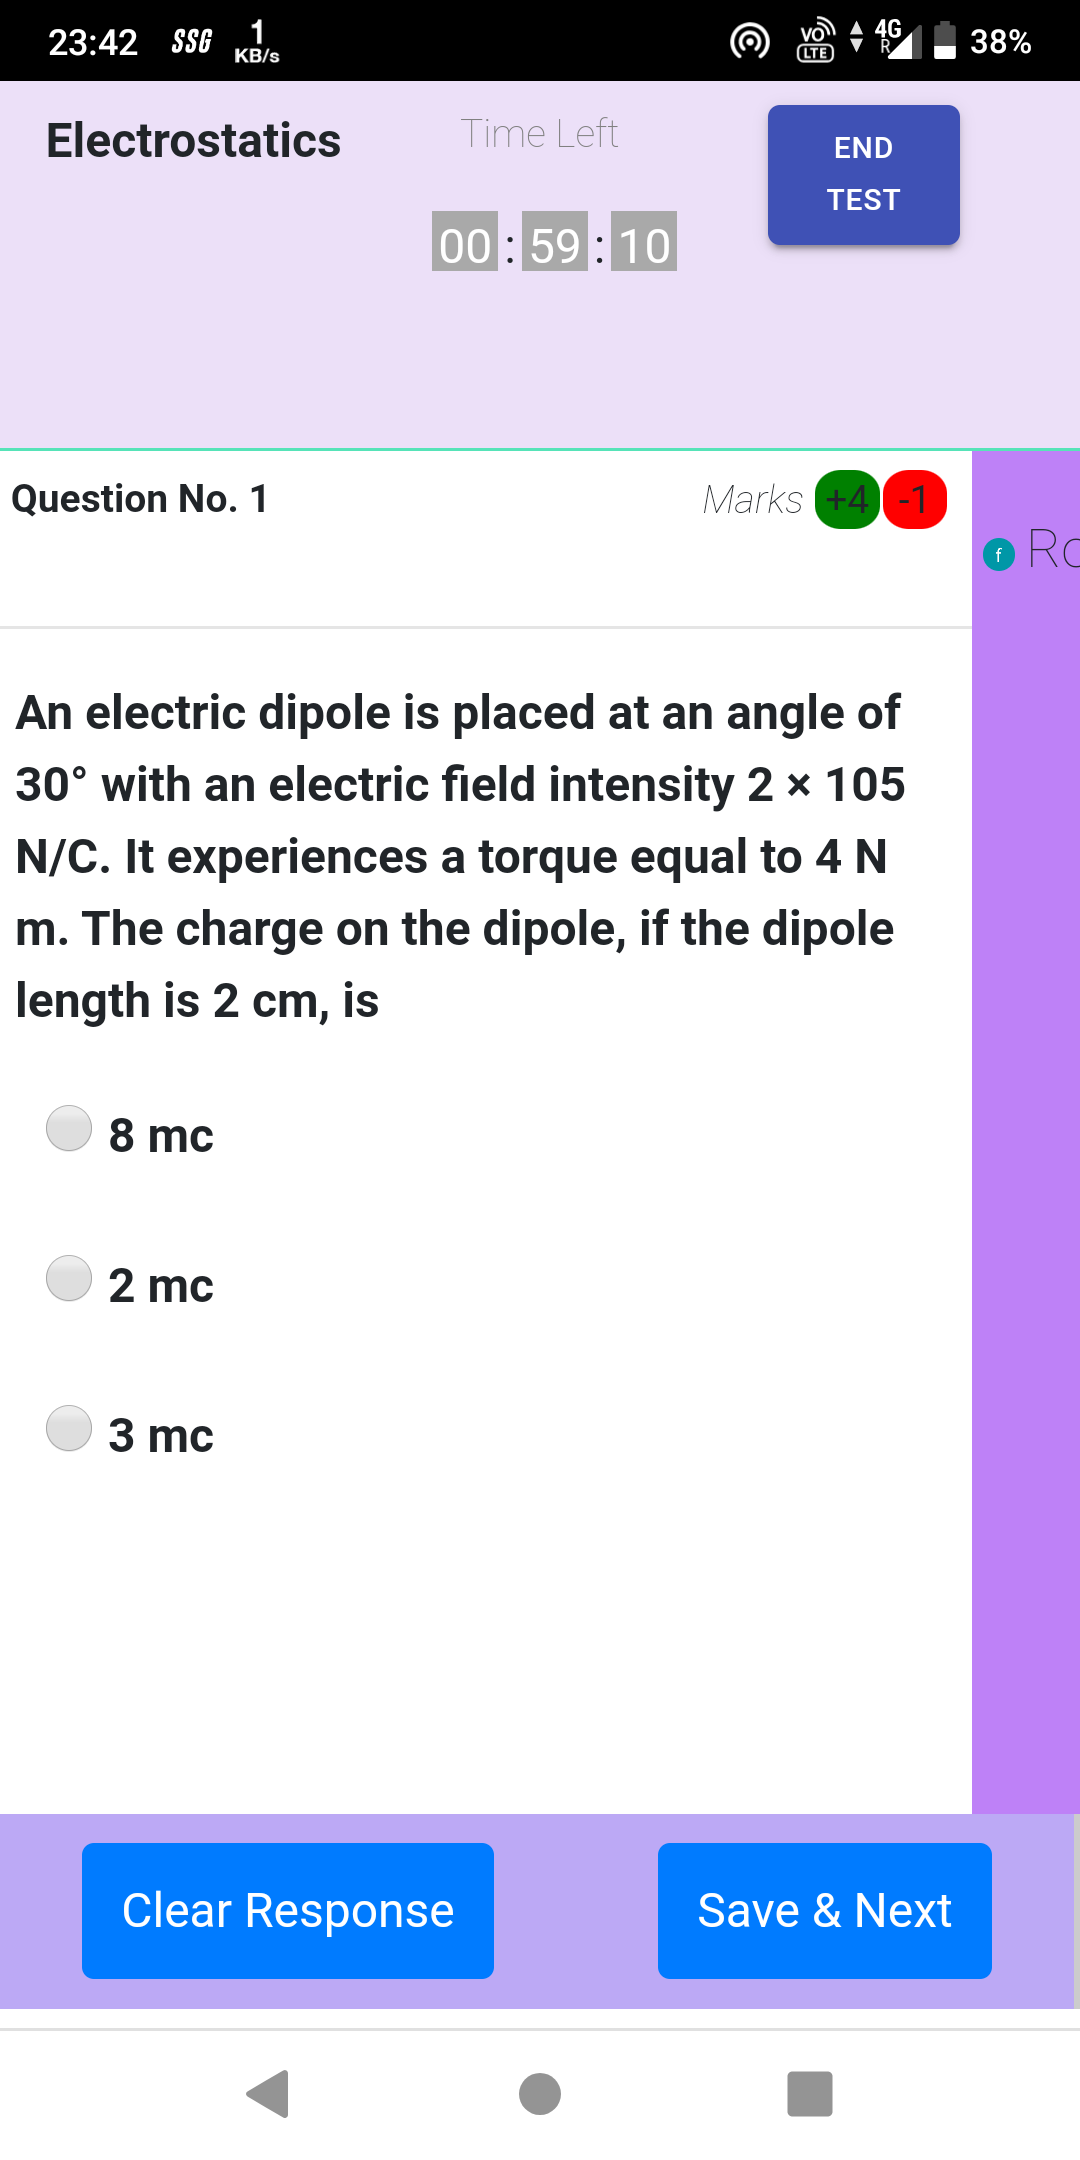 23:42 SSG 1 KB/s VO LTE 4G R 38%
Electrostatics
Time Left
END
TEST
00 : 59 : 10
Question No. 1
Marks +4 -1
f Ro
An electric dipole is placed at an angle of
30° with an electric field intensity 2 × 105
N/C. It experiences a torque equal to 4 N
m. The charge on the dipole, if the dipole
length is 2 cm, is
8 mc
2 mc
3 mc
Clear Response
Save & Next